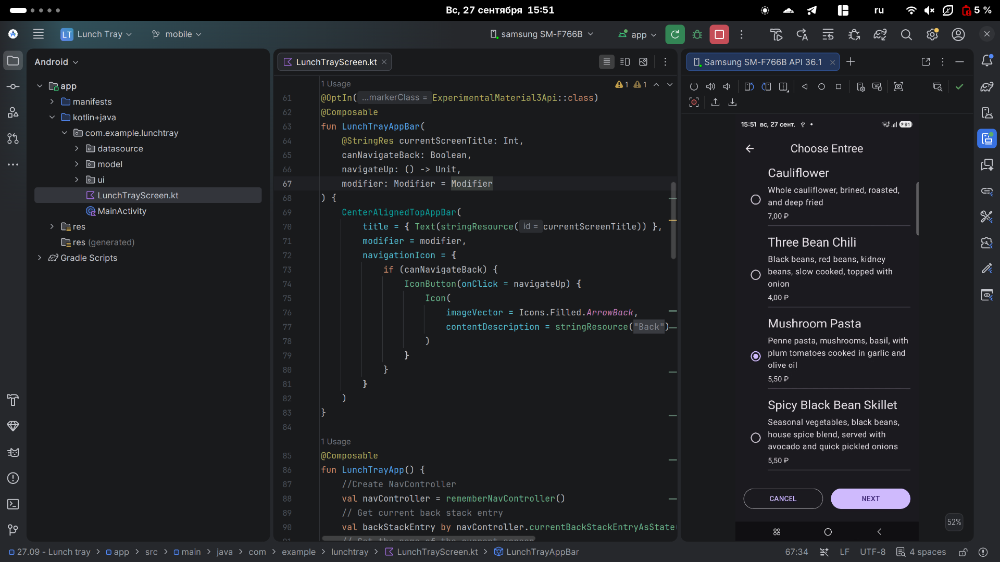 Вс, 27 сентября 15:51
ru
5 %
LT Lunch Tray
mobile
samsung SM-F766B
app
Android
app
manifests
kotlin+java
com.example.lunchtray
datasource
model
ui
LunchTrayScreen.kt
MainActivity
res
res (generated)
Gradle Scripts
LunchTrayScreen.kt
1 Usage
1 1
61 @OptIn( ...markerClass = ExperimentalMaterial3Api::class)
62 @Composable
63 fun LunchTrayAppBar(
64 @StringRes currentScreenTitle: Int,
65 canNavigateBack: Boolean,
66 navigateUp: () -> Unit,
67 modifier: Modifier = Modifier
68 ) {
69 CenterAlignedTopAppBar(
70 title = { Text(stringResource( id = currentScreenTitle)) },
71 modifier = modifier,
72 navigationIcon = {
73 if (canNavigateBack) {
74 IconButton(onClick = navigateUp) {
75 Icon(
76 imageVector = Icons.Filled.ArrowBack,
77 contentDescription = stringResource("Back")
78 )
79 }
80 }
81 }
82 )
83 }
84
1 Usage
85 @Composable
86 fun LunchTrayApp() {
87 //Create NavController
88 val navController = rememberNavController()
89 // Get current back stack entry
90 val backStackEntry by navController.currentBackStackEntryAsState(
Samsung SM-F766B API 36.1
15:51 вс, 27 сент.
91
Choose Entree
Cauliflower
Whole cauliflower, brined, roasted,
and deep fried
7,00 ₽
Three Bean Chili
Black beans, red beans, kidney
beans, slow cooked, topped with
onion
4,00 ₽
Mushroom Pasta
Penne pasta, mushrooms, basil, with
plum tomatoes cooked in garlic and
olive oil
5,50 ₽
Spicy Black Bean Skillet
Seasonal vegetables, black beans,
house spice blend, served with
avocado and quick pickled onions
5,50 ₽
CANCEL
NEXT
52%
27.09 - Lunch tray > app > src > main > java > com > example > lunchtray > LunchTrayScreen.kt > LunchTrayAppBar
67:34
LF
UTF-8
4 spaces